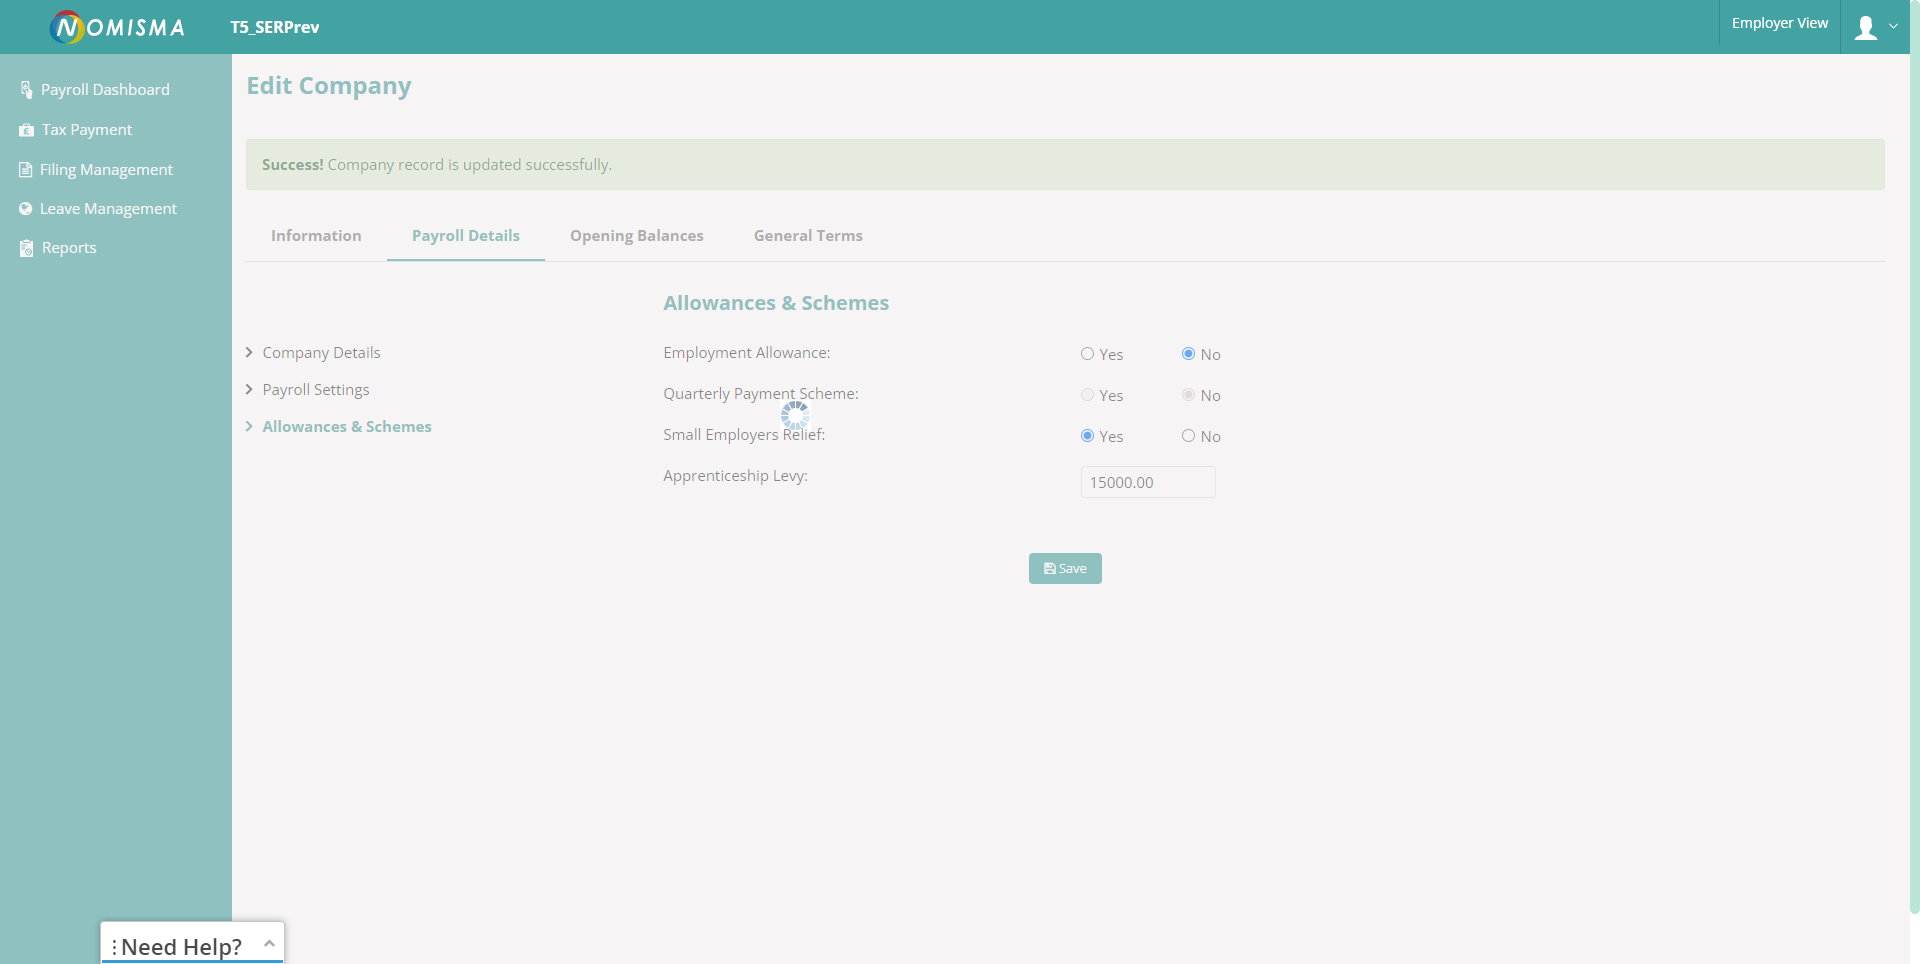 NOMISMA
T5_SERPrev
Employer View
Payroll Dashboard
Tax Payment
Filing Management
Leave Management
Reports
Edit Company
Success! Company record is updated successfully.
Information Payroll Details Opening Balances General Terms
Company Details
Payroll Settings
Allowances & Schemes
Allowances & Schemes
Employment Allowance: Yes No
Quarterly Payment Scheme: Yes No
Small Employers Relief: Yes No
Apprenticeship Levy: 15000.00
Save
Need Help?